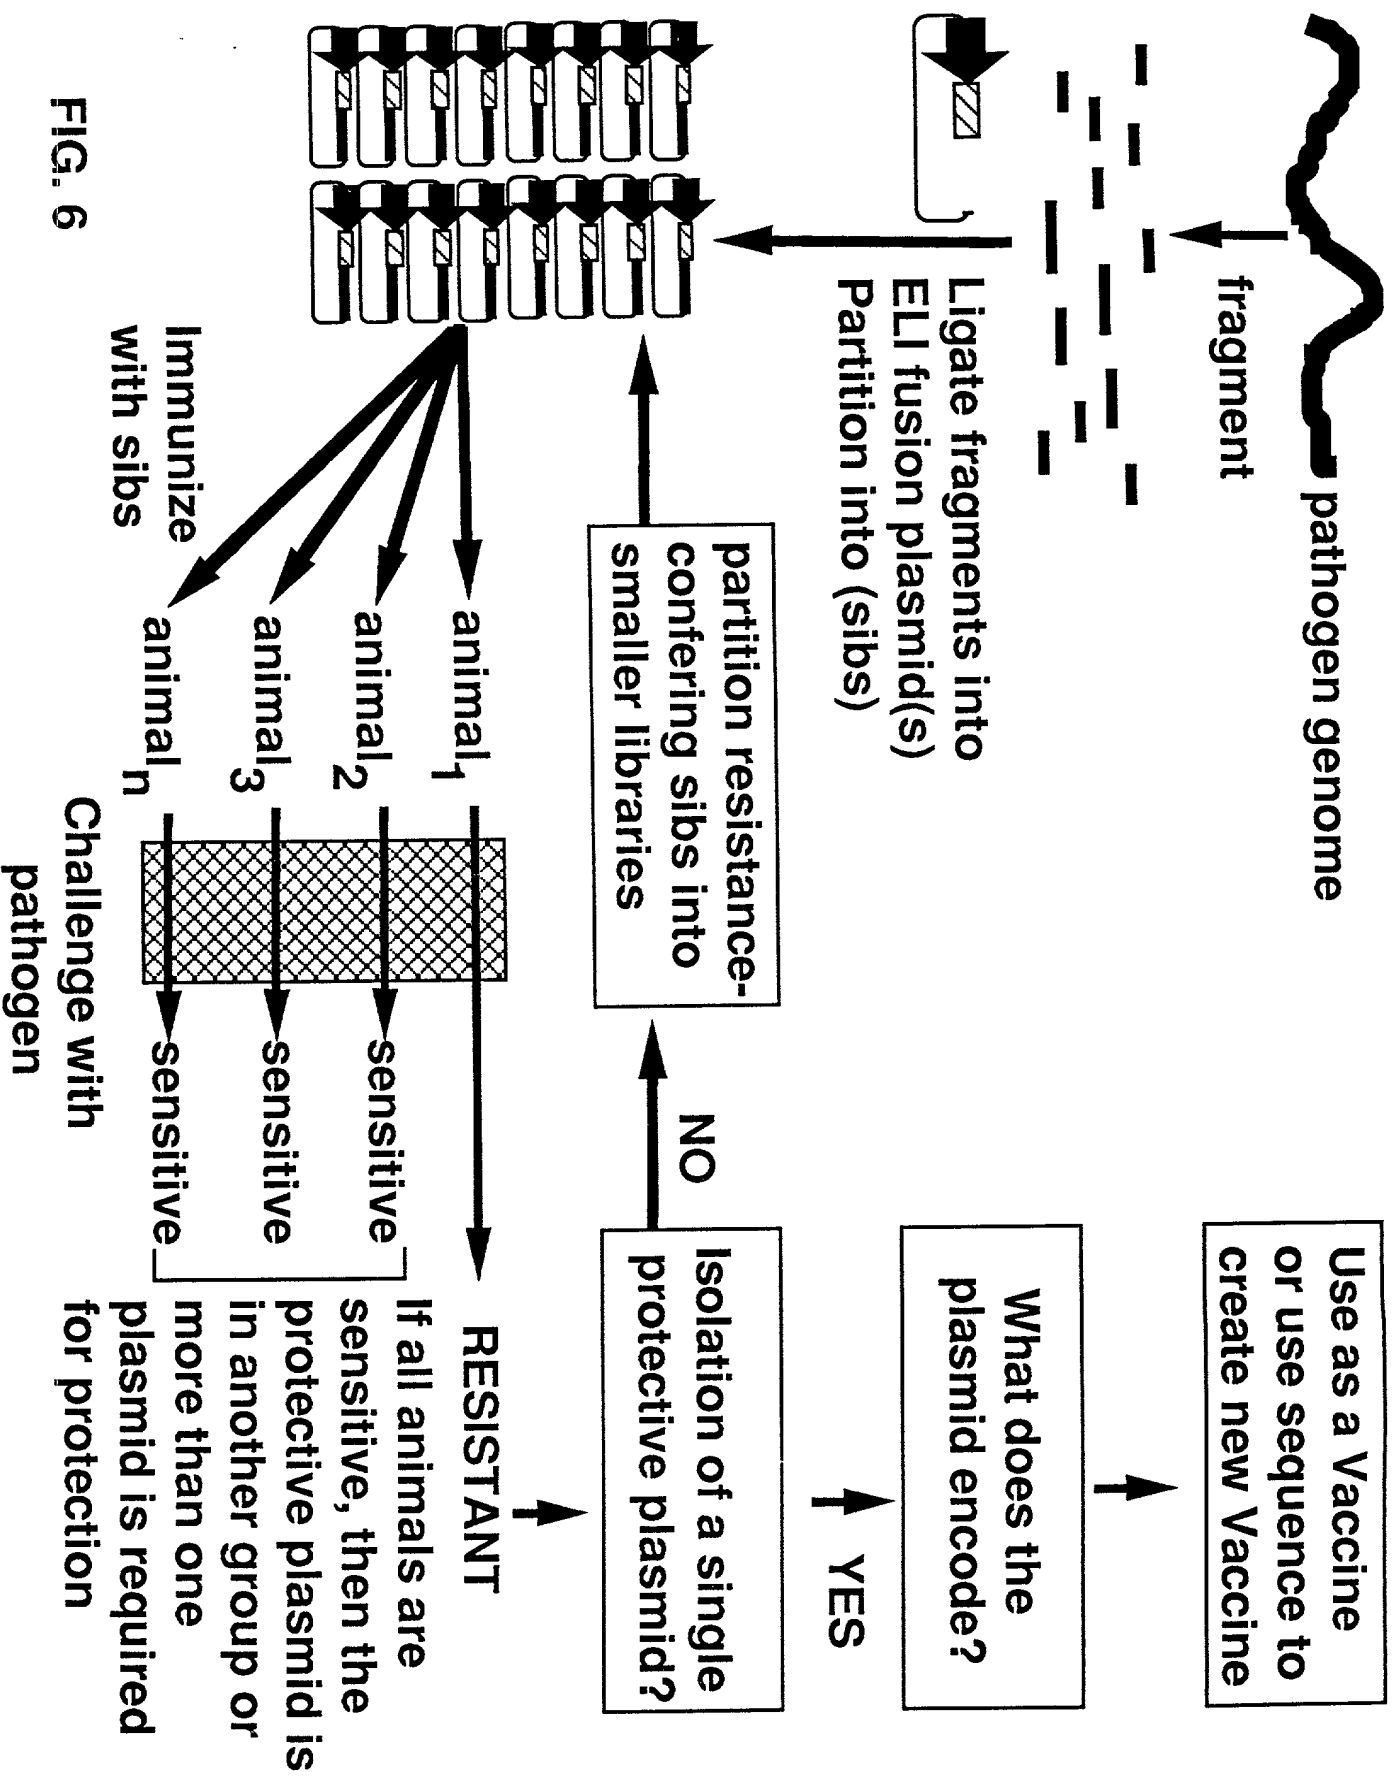 pathogen genome
fragment
Ligate fragments into
ELI fusion plasmid(s)
Partition into (sibs)
Use as a Vaccine
or use sequence to
create new Vaccine
What does the
plasmid encode?
YES
Isolation of a single
protective plasmid?
NO
partition resistance-
confering sibs into
smaller libraries
Immunize
with sibs
animal1
animal2
animal3
animaln
Challenge with
pathogen
RESISTANT
sensitive
sensitive
sensitive
If all animals are
sensitive, then the
protective plasmid is
in another group or
more than one
plasmid is required
for protection
FIG. 6